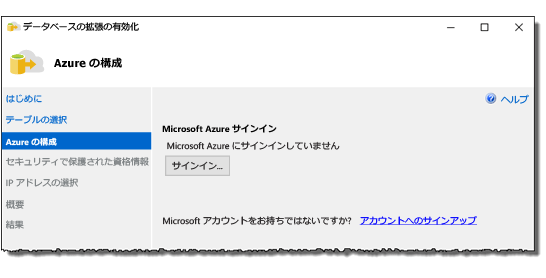 データベースの拡張の有効化
Azure の構成
はじめに
テーブルの選択
Azure の構成
セキュリティで保護された資格情報
IP アドレスの選択
概要
結果
ヘルプ
Microsoft Azure サインイン
Microsoft Azure にサインインしていません
サインイン...
Microsoft アカウントをお持ちではないですか? アカウントへのサインアップ